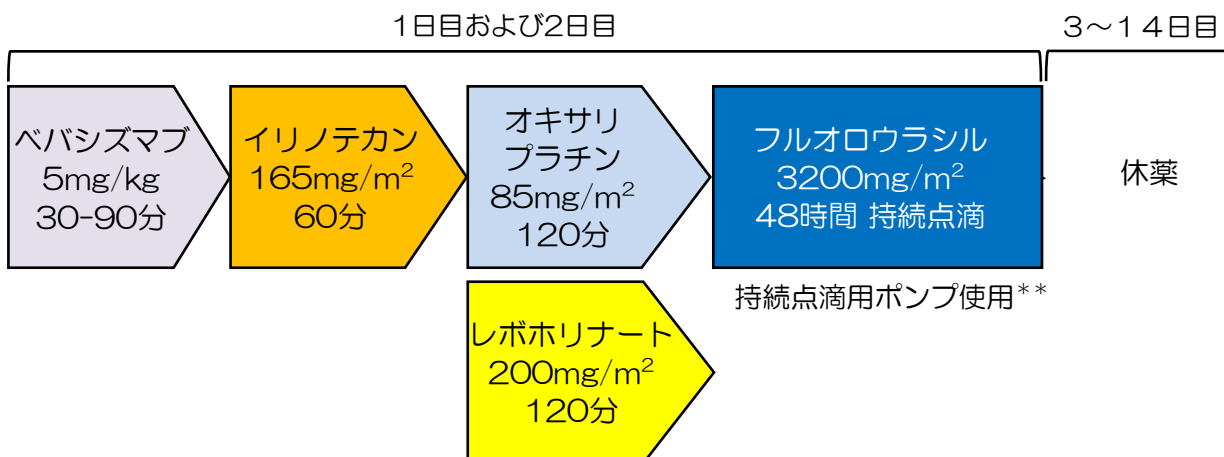 1日目および2日目
3～14日目
ベバシズマブ
5mg/kg
30-90分
イリノテカン
165mg/m²
60分
オキサリ
プラチン
85mg/m²
120分
フルオロウラシル
3200mg/m²
48時間 持続点滴
休薬
持続点滴用ポンプ使用**
レボホリナート
200mg/m²
120分